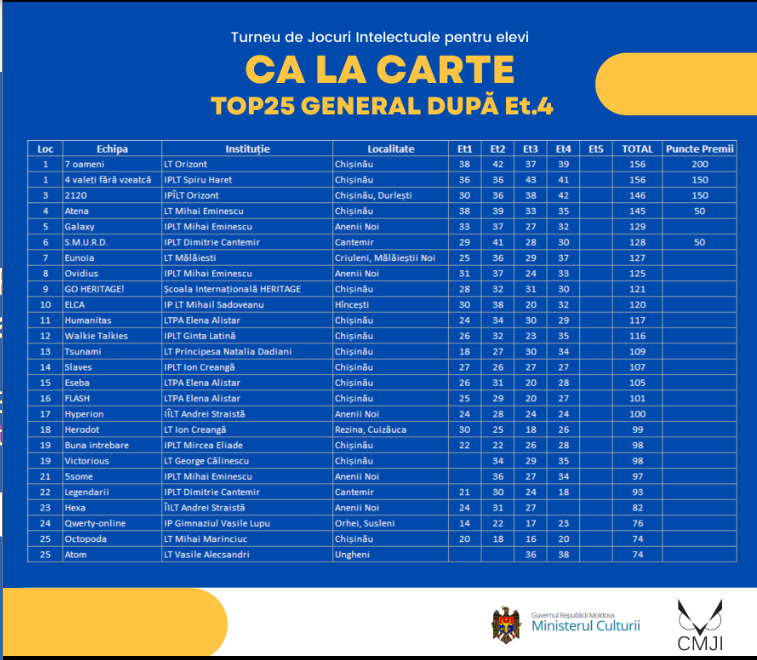 Turneu de Jocuri Intelectuale pentru elevi
CA LA CARTE
TOP25 GENERAL DUPĂ Et.4
Loc Echipa Instituție Localitate Et1 Et2 Et3 Et4 Et5 TOTAL Puncte Premii
1 7 oameni LT Orizont Chișinău 38 42 37 39 156 200
1 4 valeți fără vzeatcă IPLT Spiru Haret Chișinău 36 36 43 41 156 150
3 2120 IPÎLT Orizont Chișinău, Durlești 30 36 38 42 146 150
4 Atena LT Mihai Eminescu Chișinău 38 39 33 35 145 50
5 Galaxy IPLT Mihai Eminescu Anenii Noi 33 37 27 32 129
6 S.M.U.R.D. IPLT Dimitrie Cantemir Cantemir 29 41 28 30 128 50
7 Eunoia LT Mălăiesti Criuleni, Mălăieștii Noi 25 36 29 37 127
8 Ovidius IPLT Mihai Eminescu Anenii Noi 31 37 24 33 125
9 GO HERITAGE! Școala Internațională HERITAGE Chișinău 28 32 31 30 121
10 ELCA IP LT Mihail Sadoveanu Hîncești 30 38 20 32 120
11 Humanitas LTPA Elena Alistar Chișinău 24 34 30 29 117
12 Walkie Talkies IPLT Ginta Latină Chișinău 26 32 23 35 116
13 Tsunami LT Principesa Natalia Dadiani Chișinău 18 27 30 34 109
14 Slaves IPLT Ion Creangă Chișinău 27 26 27 27 107
15 Eseba LTPA Elena Alistar Chișinău 26 31 20 28 105
16 FLASH LTPA Elena Alistar Chișinău 25 29 20 27 101
17 Hyperion IÎLT Andrei Straistă Anenii Noi 24 28 24 24 100
18 Herodot LT Ion Creangă Rezina, Cuizăuca 30 25 18 26 99
19 Buna intrebare IPLT Mircea Eliade Chișinău 22 22 26 28 98
19 Victorious LT George Călinescu Chișinău 34 29 35 98
21 5some IPLT Mihai Eminescu Anenii Noi 36 27 34 97
22 Legendarii IPLT Dimitrie Cantemir Cantemir 21 30 24 18 93
23 Hexa ÎILT Andrei Straistă Anenii Noi 24 31 27 82
24 Qwerty-online IP Gimnaziul Vasile Lupu Orhei, Susleni 14 22 17 23 76
25 Octopoda LT Mihai Marinciuc Chișinău 20 18 16 20 74
25 Atom LT Vasile Alecsandri Ungheni 36 38 74
Guvernul Republicii Moldova
Ministerul Culturii
CMJI